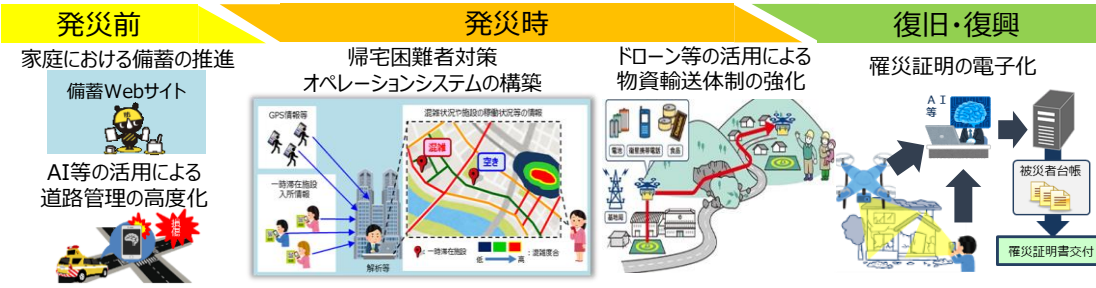 発災前
発災時
復旧・復興
家庭における備蓄の推進
備蓄Webサイト
AI等の活用による
道路管理の高度化
帰宅困難者対策
オペレーションシステムの構築
GPS情報等
一時滞在施設
入所情報
混雑状況や施設の稼働状況等の情報
混雑
空き
解析等
:一時滞在施設
低
高
:混雑度合
ドローン等の活用による
物資輸送体制の強化
電池
衛星携帯電話
食品
基地局
罹災証明の電子化
AI
等
被災者台帳
罹災証明書交付